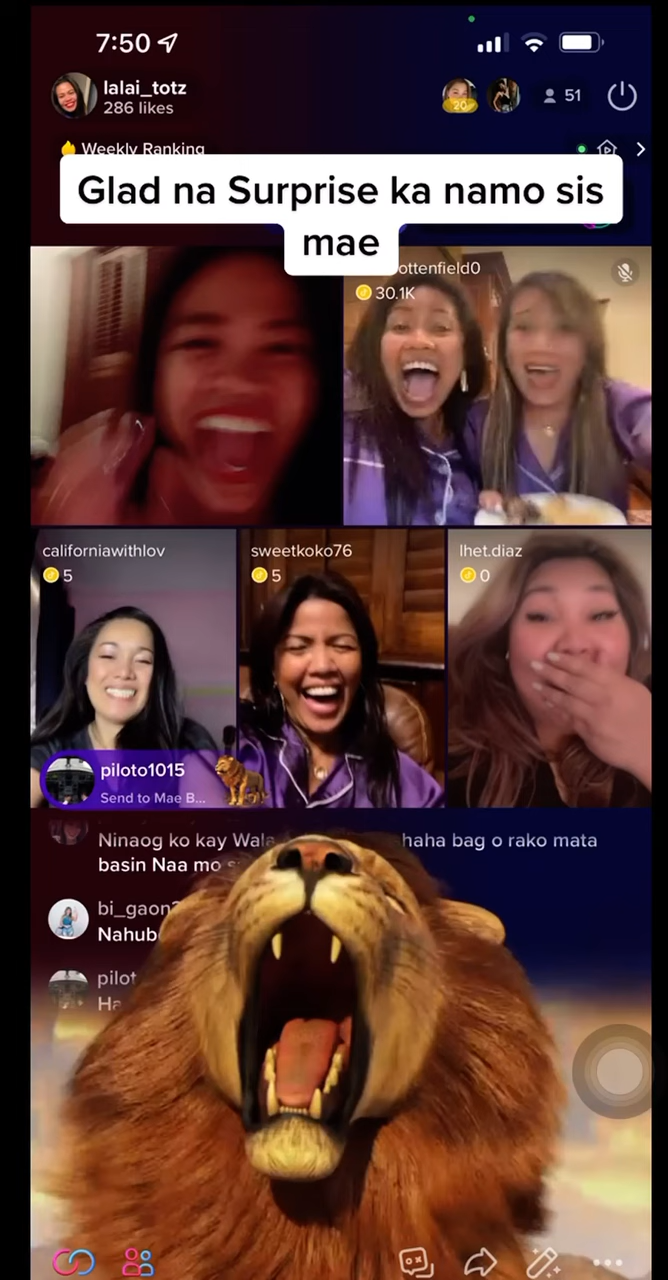 7:50
lalai_totz
286 likes
20
51
Weekly Ranking
Glad na Surprise ka namo sis
mae
ottenfield0
30.1K
californiawithlov
5
sweetkoko76
5
lhet.diaz
0
piloto1015
Send to Mae B...
Ninaog ko kay haha bag o rako mata
basin Naa mo
bi_gaon